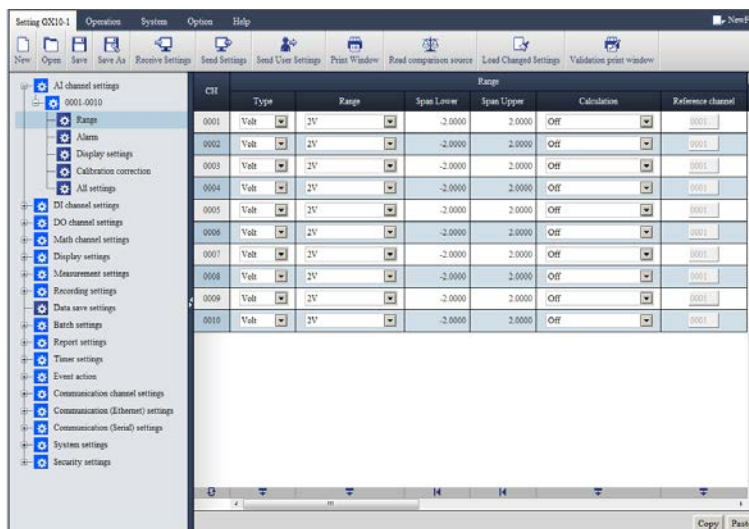 Setting GX10-1 Operation System Option Help
New Open Save Save As Receive Settings Send Settings Send User Settings Print Window Read comparison source Load Changed Settings Validation print window
AI channel settings
0001-0010
Range
Alarm
Display settings
Calibration correction
All settings
DI channel settings
DO channel settings
Math channel settings
Display settings
Measurement settings
Recording settings
Data save settings
Batch settings
Report settings
Timer settings
Event action
Communication channel settings
Communication (Ethernet) settings
Communication (Serial) settings
System settings
Security settings
CH Range
Type Range Span Lower Span Upper Calculation Reference channel
0001 Volt 2V -2.0000 2.0000 Off 0001
0002 Volt 2V -2.0000 2.0000 Off 0001
0003 Volt 2V -2.0000 2.0000 Off 0001
0004 Volt 2V -2.0000 2.0000 Off 0001
0005 Volt 2V -2.0000 2.0000 Off 0001
0006 Volt 2V -2.0000 2.0000 Off 0001
0007 Volt 2V -2.0000 2.0000 Off 0001
0008 Volt 2V -2.0000 2.0000 Off 0001
0009 Volt 2V -2.0000 2.0000 Off 0001
0010 Volt 2V -2.0000 2.0000 Off 0001
Copy